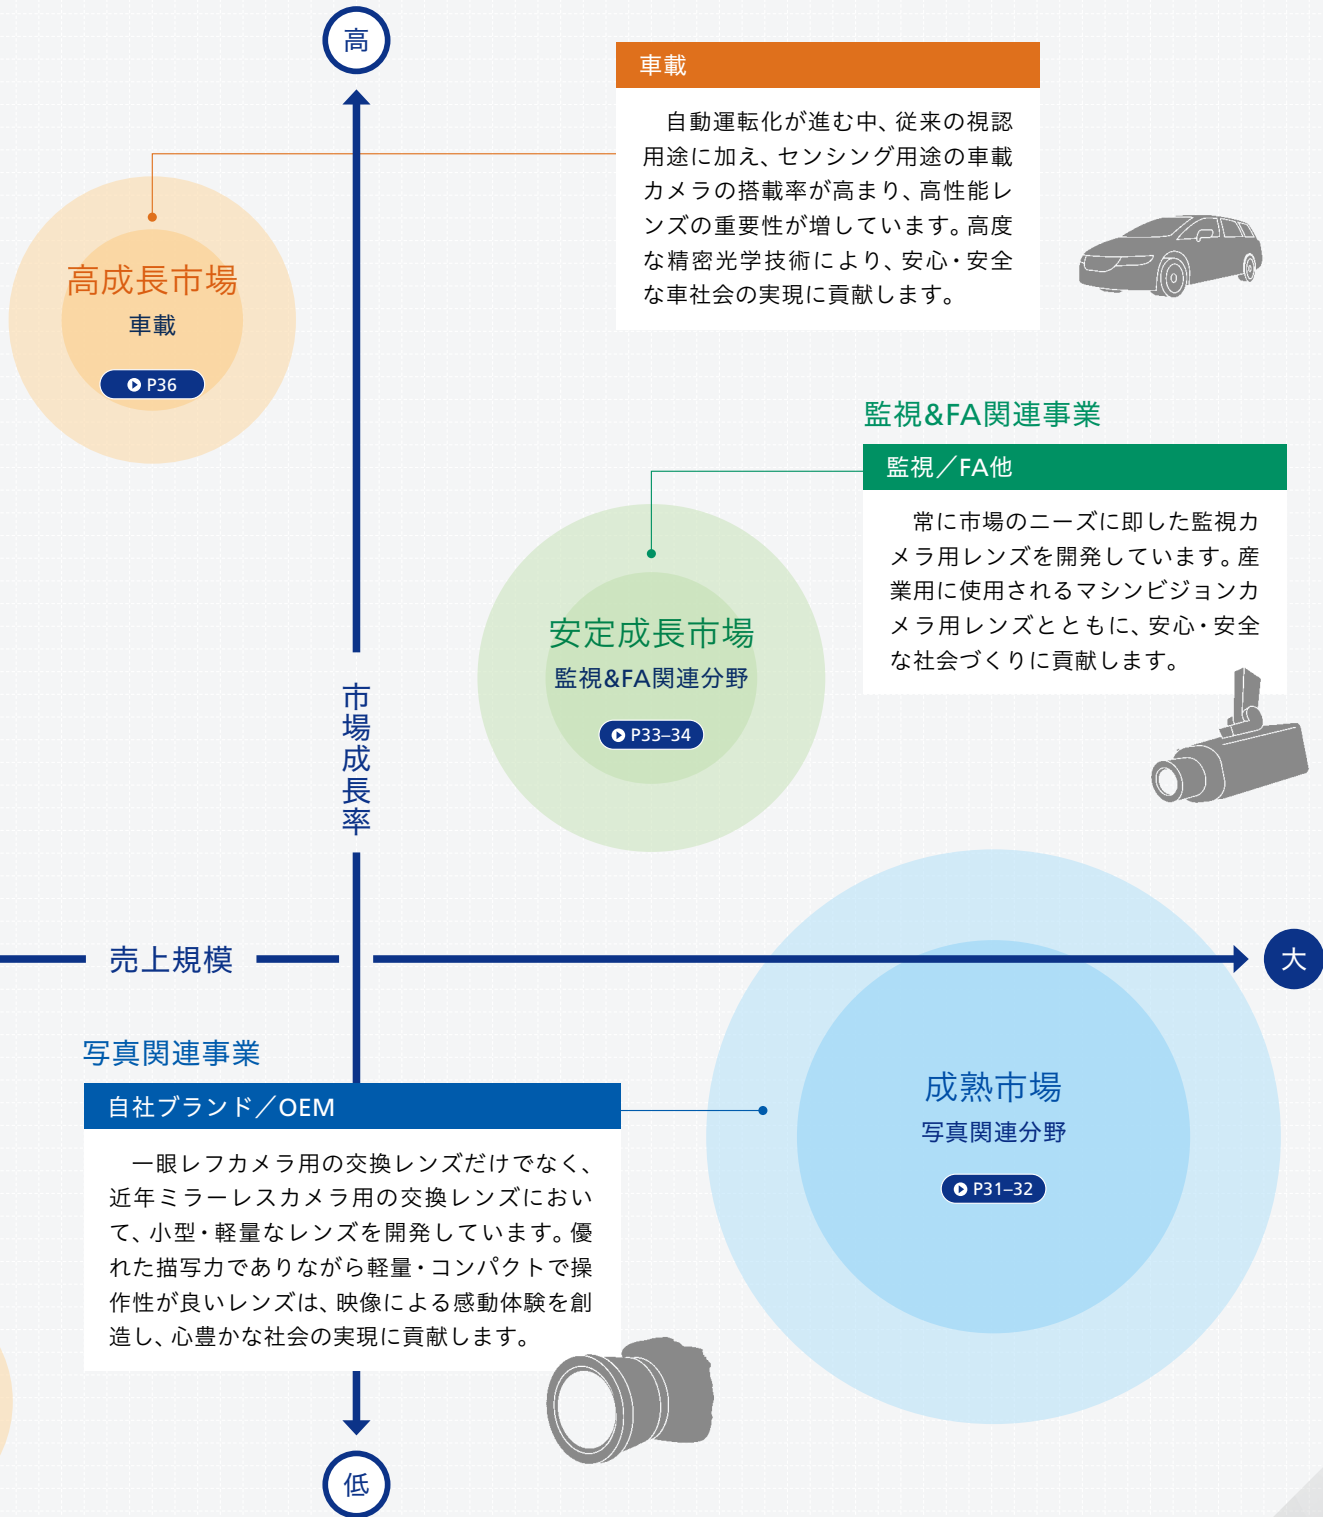 高
車載
自動運転化が進む中、従来の視認
用途に加え、センシング用途の車載
カメラの搭載率が高まり、高性能レ
ンズの重要性が増しています。高度
な精密光学技術により、安心・安全
な車社会の実現に貢献します。
高成長市場
車載
P36
監視&FA関連事業
監視／FA他
常に市場のニーズに即した監視カ
メラ用レンズを開発しています。産
業用に使用されるマシンビジョンカ
メラ用レンズとともに、安心・安全
な社会づくりに貢献します。
安定成長市場
監視&FA関連分野
P33–34
市場成長率
売上規模
大
写真関連事業
自社ブランド／OEM
一眼レフカメラ用の交換レンズだけでなく、
近年ミラーレスカメラ用の交換レンズにおい
て、小型・軽量なレンズを開発しています。優
れた描写力でありながら軽量・コンパクトで操
作性が良いレンズは、映像による感動体験を創
造し、心豊かな社会の実現に貢献します。
成熟市場
写真関連分野
P31–32
低